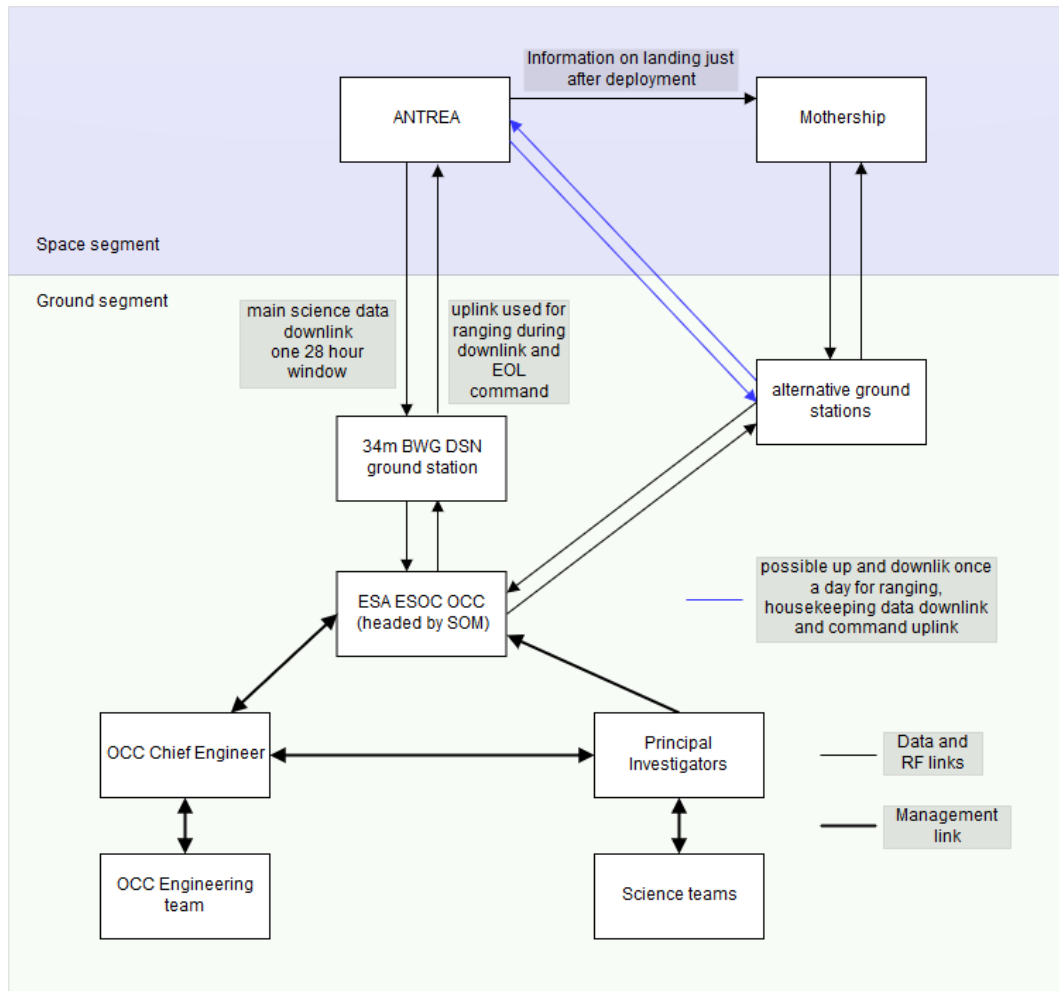 Information on landing just
after deployment
ANTREA
Mothership
Space segment
Ground segment
main science data
downlink
one 28 hour
window
uplink used for
ranging during
downlink and
EOL
command
alternative ground
stations
34m BWG DSN
ground station
possible up and downlik once
a day for ranging,
housekeeping data downlink
and command uplink
ESA ESOC OCC
(headed by SOM)
OCC Chief Engineer
Principal
Investigators
Data and
RF links
Management
link
OCC Engineering
team
Science teams